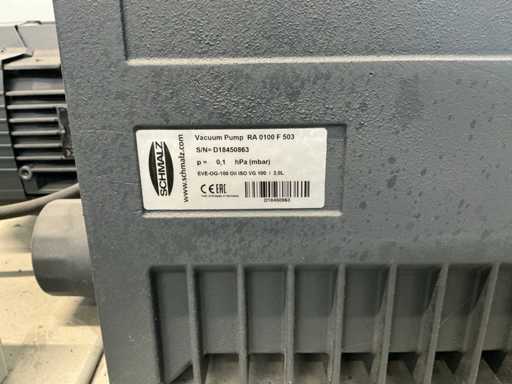 SCHMALZ
www.schmalz.com
Vacuum Pump RA 0100 F 503
S/N= D18450863
p = 0,1 hPa (mbar)
EVE-OG-100 Oil ISO VG 100 / 2,0L
CE EAC
D18450863